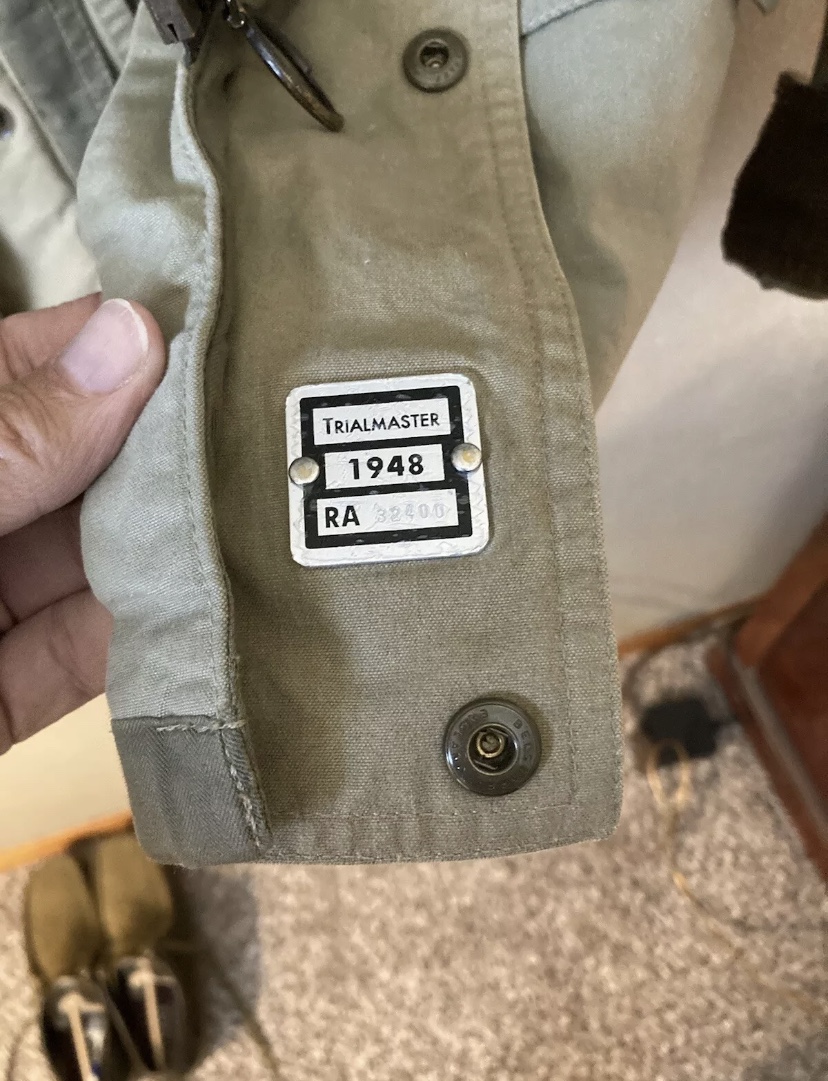 TRIALMASTER
1948
RA 32400